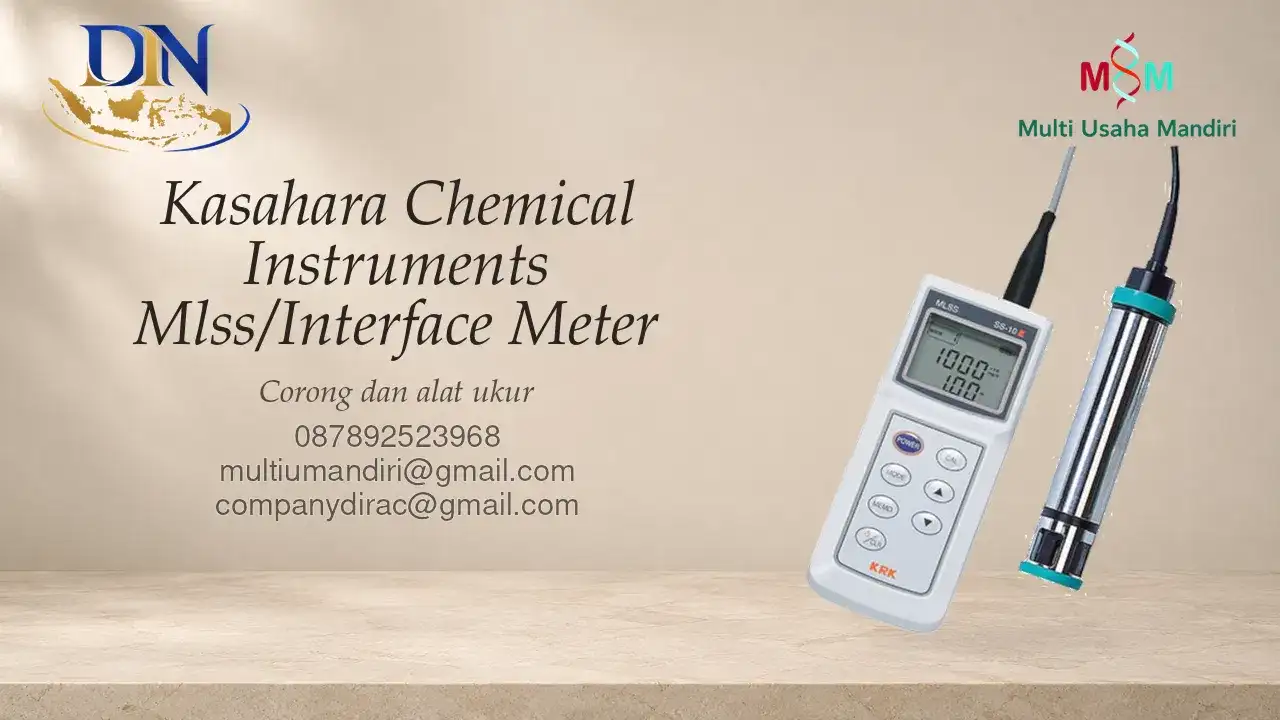 DIN
MSM
Multi Usaha Mandiri
Kasahara Chemical
Instruments
Mlss/Interface Meter
Corong dan alat ukur
087892523968
multiumandiri@gmail.com
companydirac@gmail.com
MLSS
SS-10
1000
1.00
POWER
CAL
MODE
MEMO
KRK